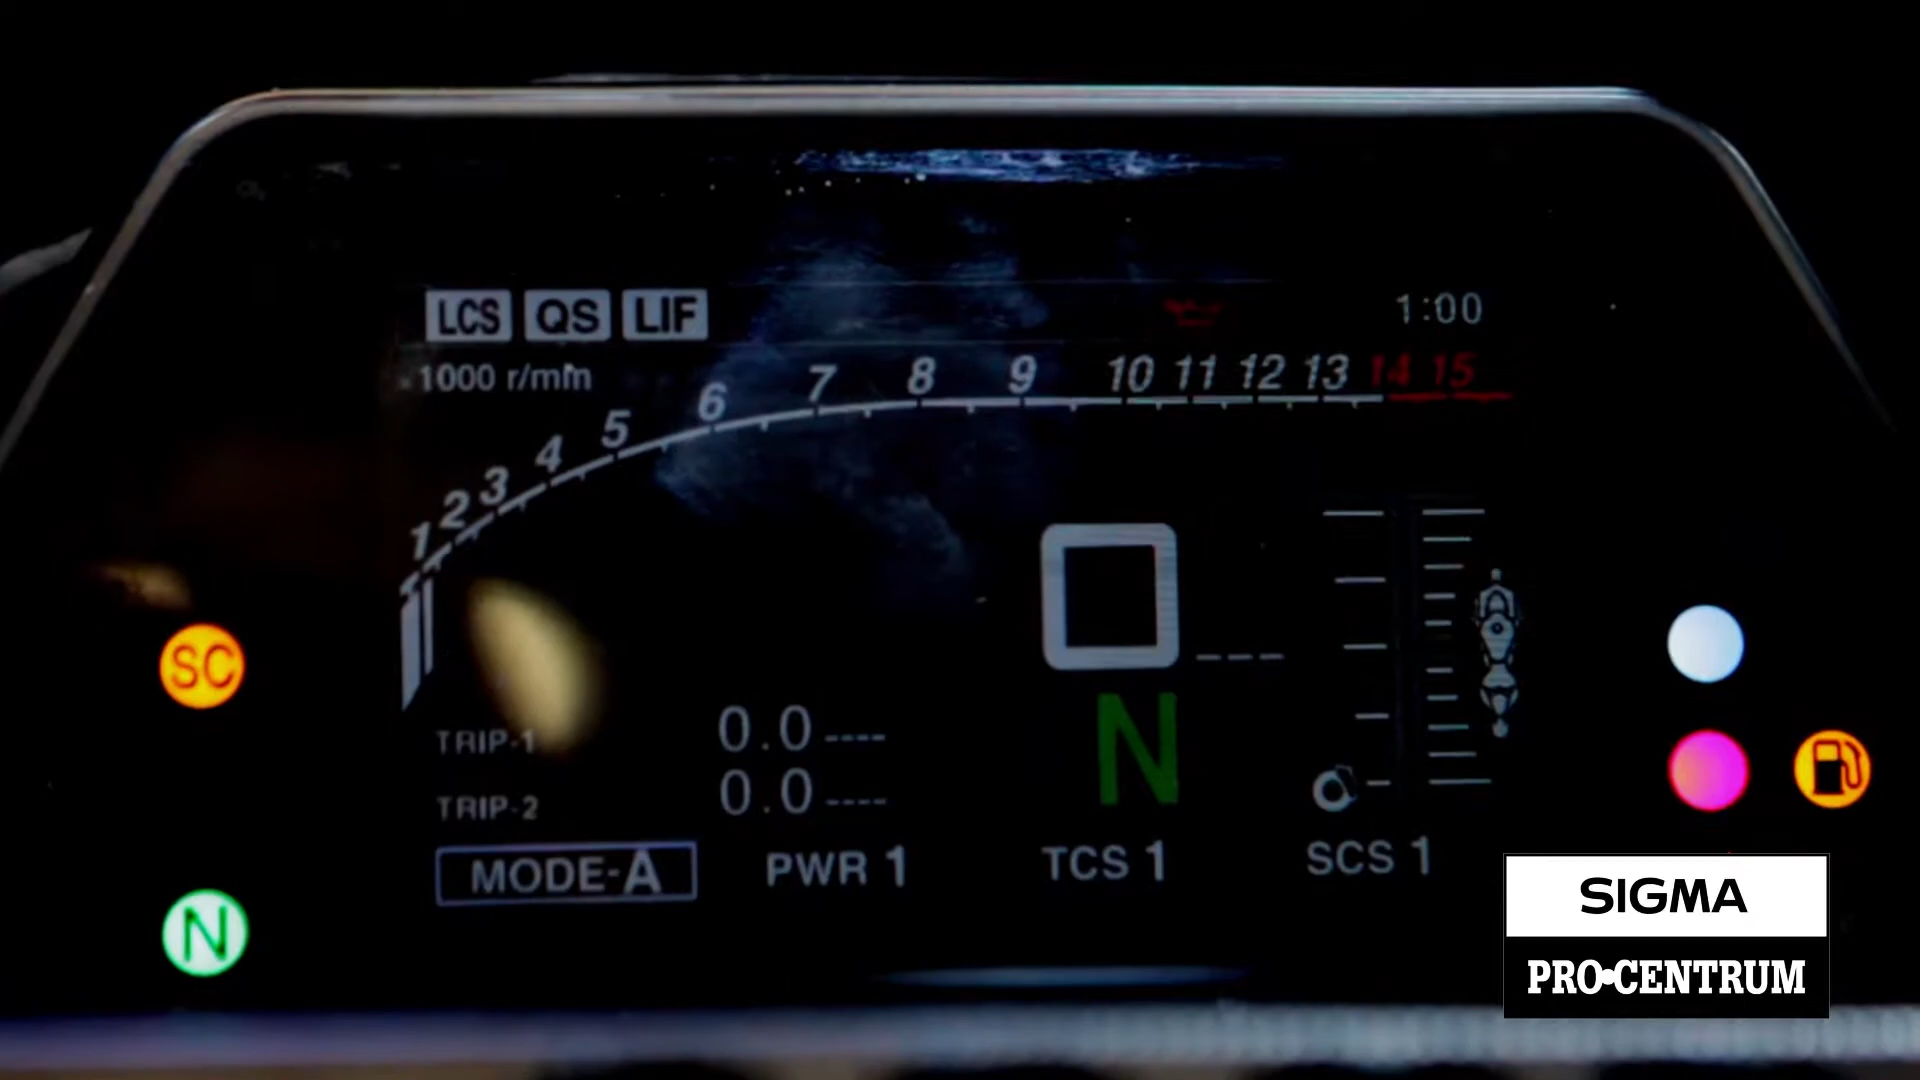 LCS QS LIF
1:00
1000 r/min
1 2 3 4 5 6 7 8 9 10 11 12 13 14 15
SC
0
---
TRIP-1 0.0 ----
TRIP-2 0.0 ----
N
MODE-A PWR 1 TCS 1 SCS 1
N
SIGMA
PRO•CENTRUM